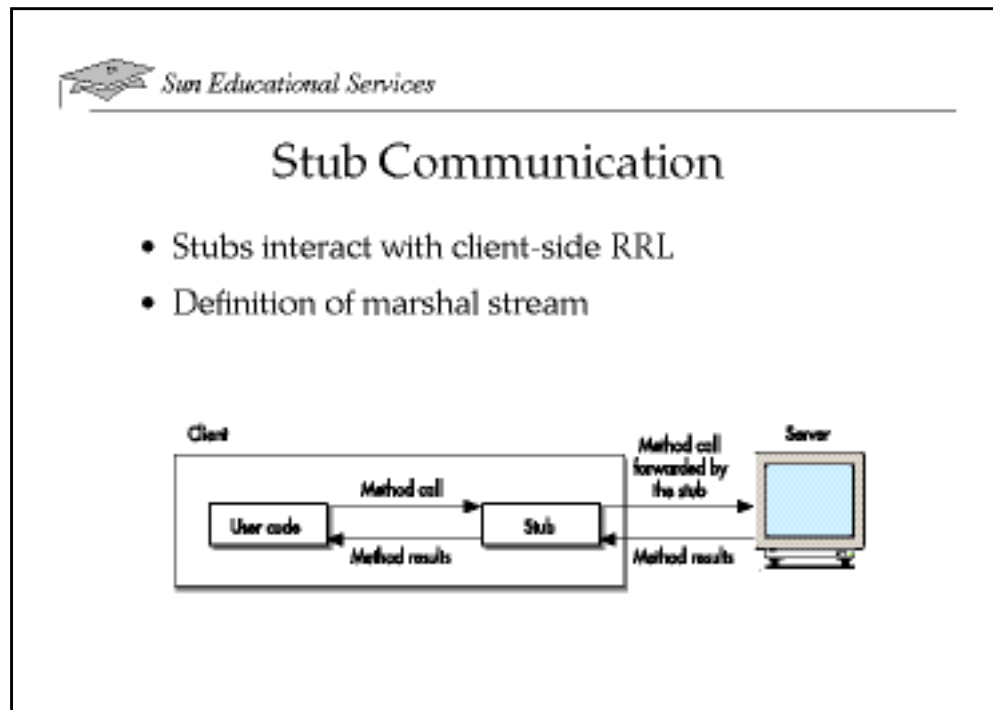 Sun Educational Services
Stub Communication
• Stubs interact with client-side RRL
• Definition of marshal stream
Client
Method call
forwarded by
the stub
Server
Method call
User code
Stub
Method results
Method results